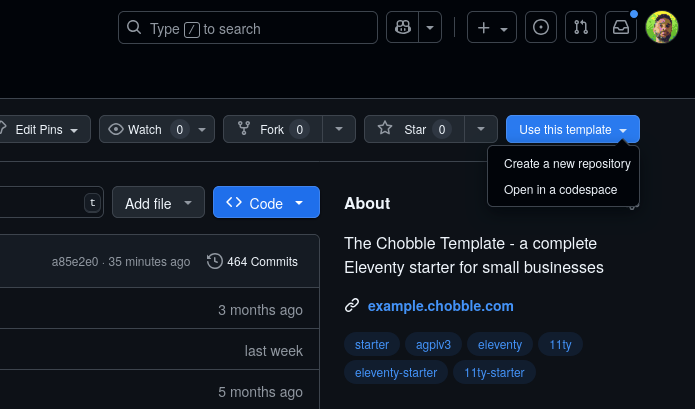 Type / to search
Edit Pins Watch 0 Fork 0 Star 0 Use this template
Create a new repository
Open in a codespace
t Add file Code
About
The Chobble Template - a complete
Eleventy starter for small businesses
a85e2e0 · 35 minutes ago 464 Commits
example.chobble.com
3 months ago
starter agplv3 eleventy 11ty
last week
eleventy-starter 11ty-starter
5 months ago